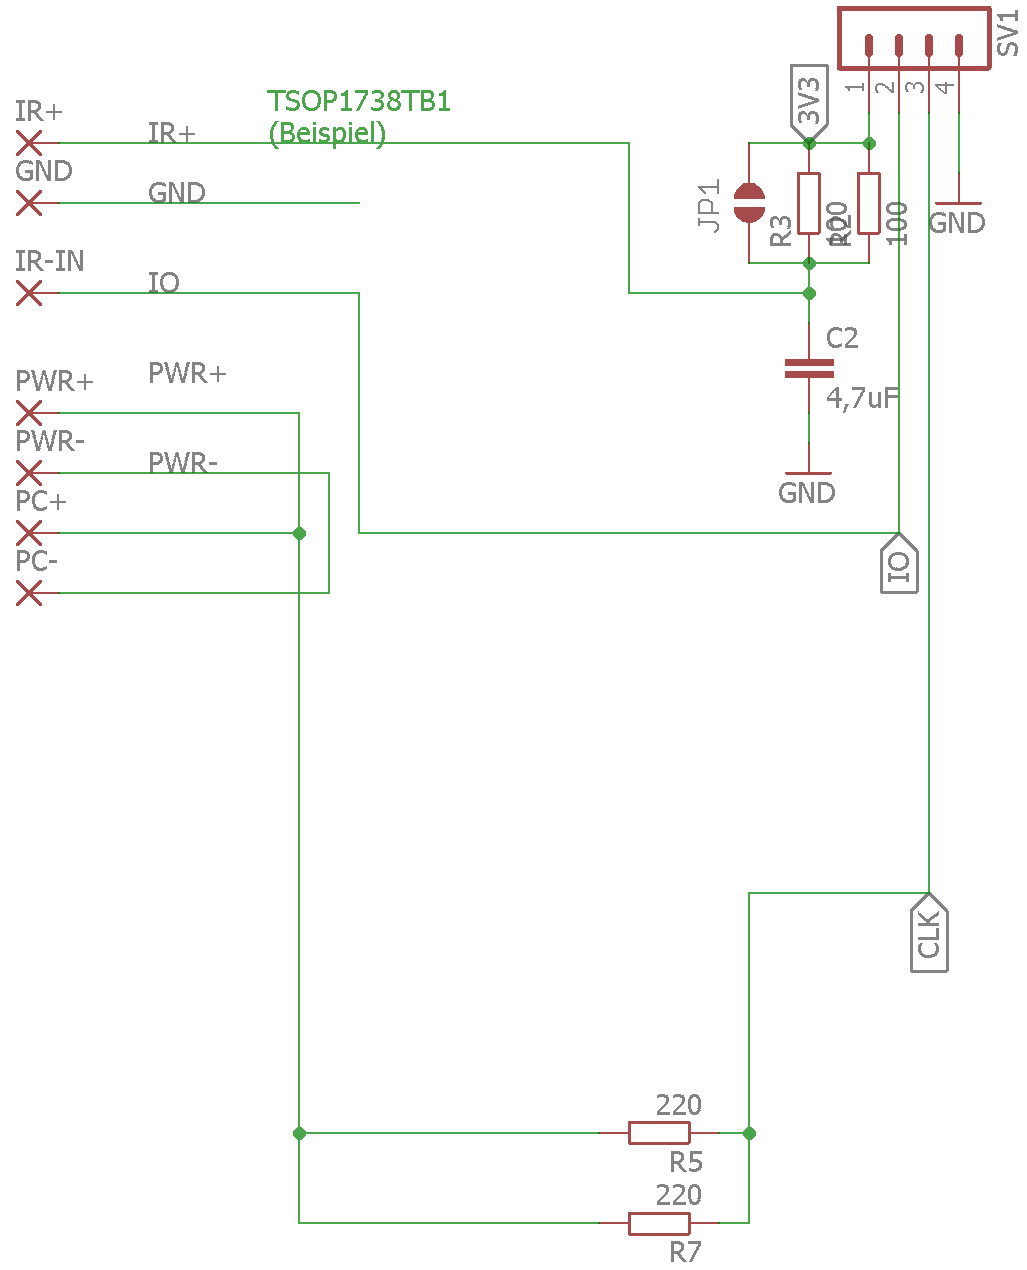 SV1
1
2
3
4
3V3
TSOP1738TB1
(Beispiel)
IR+
IR+
GND
GND
JP1
R3
100
R2
100
GND
IR-IN
IO
C2
4,7uF
GND
PWR+
PWR+
PWR-
PWR-
PC+
PC-
IO
CLK
220
R5
220
R7